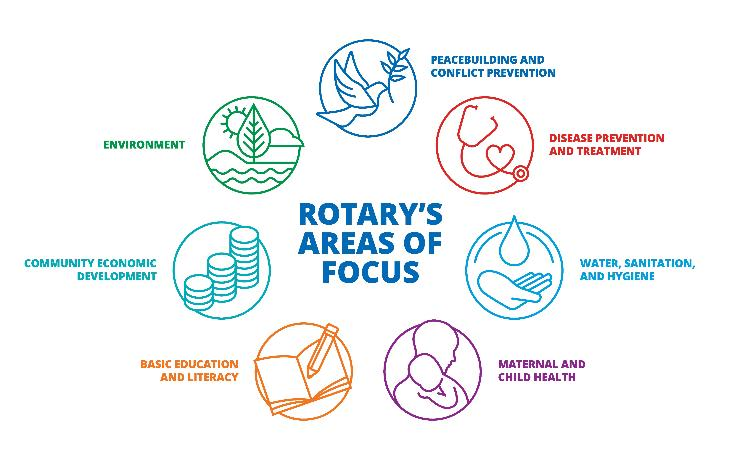 PEACEBUILDING AND
CONFLICT PREVENTION
ENVIRONMENT
DISEASE PREVENTION
AND TREATMENT
ROTARY'S
AREAS OF
FOCUS
COMMUNITY ECONOMIC
DEVELOPMENT
WATER, SANITATION,
AND HYGIENE
BASIC EDUCATION
AND LITERACY
MATERNAL AND
CHILD HEALTH